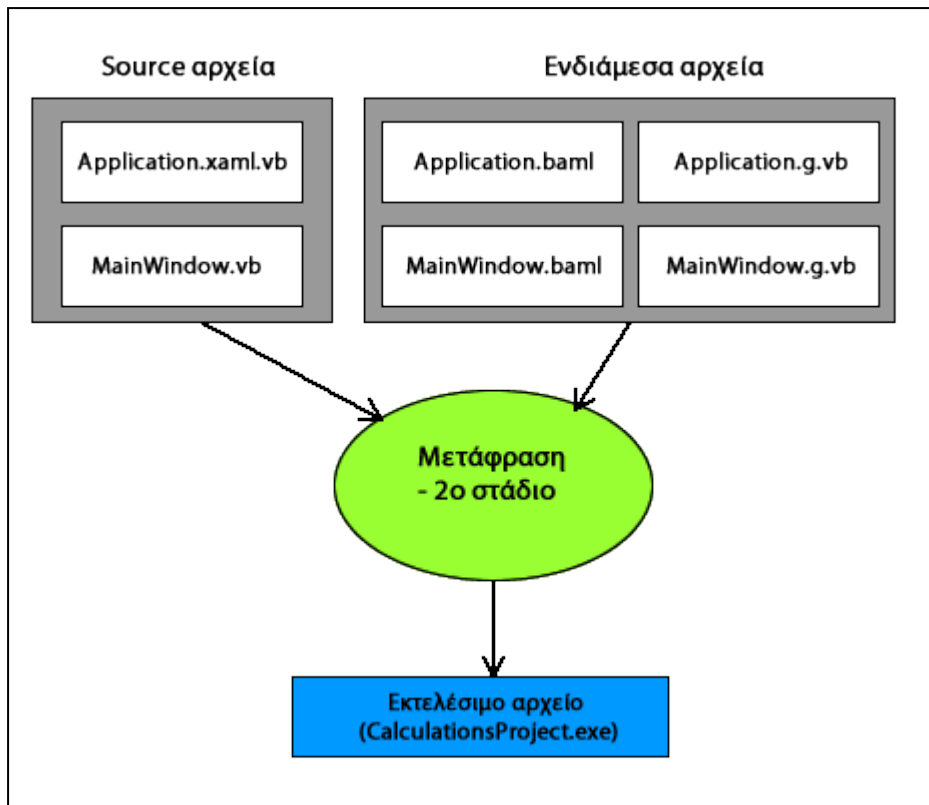 Source αρχεία
Ενδιάμεσα αρχεία
Application.xaml.vb
MainWindow.vb
Application.baml
Application.g.vb
MainWindow.baml
MainWindow.g.vb
Μετάφραση
- 2ο στάδιο
Εκτελέσιμο αρχείο
(CalculationsProject.exe)